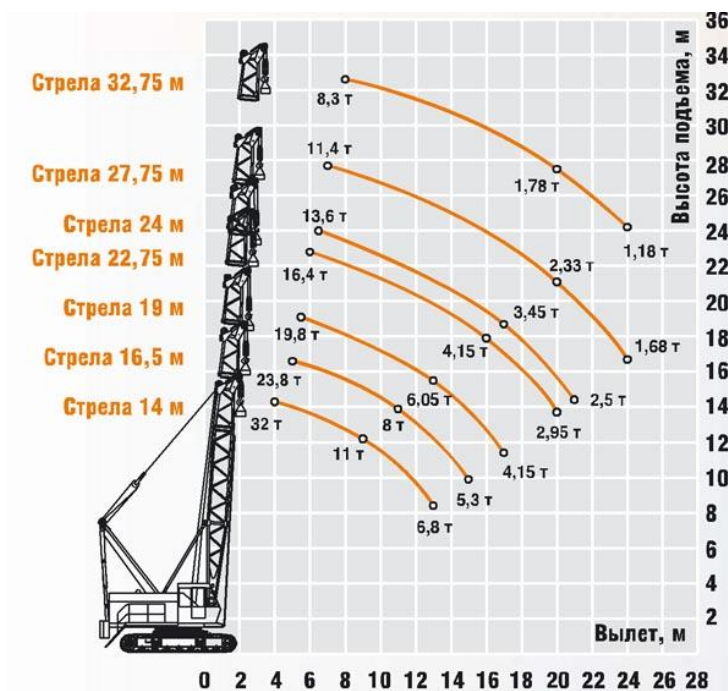 Высота подъема, м
36
34
32
30
28
26
24
22
20
18
16
14
12
10
8
6
4
2
Стрела 32,75 м
8,3 т
1,78 т
1,18 т
Стрела 27,75 м
11,4 т
2,33 т
1,68 т
Стрела 24 м
13,6 т
3,45 т
2,5 т
Стрела 22,75 м
16,4 т
4,15 т
2,95 т
Стрела 19 м
19,8 т
6,05 т
4,15 т
Стрела 16,5 м
23,8 т
8 т
5,3 т
Стрела 14 м
32 т
11 т
6,8 т
Вылет, м
0 2 4 6 8 10 12 14 16 18 20 22 24 26 28